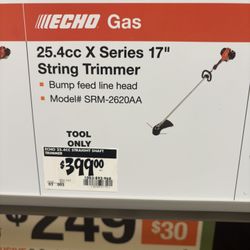 ECHO Gas
25.4cc X Series 17"
String Trimmer
• Bump feed line head
• Model# SRM-2620AA
TOOL
ONLY
ECHO 25.4CC STRAIGHT SHAFT
TRIMMER
$399.00
249
$30